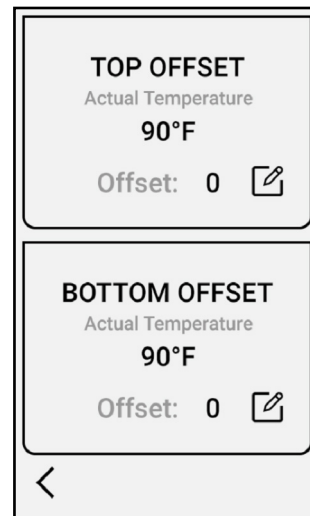 TOP OFFSET
Actual Temperature
90°F
Offset: 0
BOTTOM OFFSET
Actual Temperature
90°F
Offset: 0